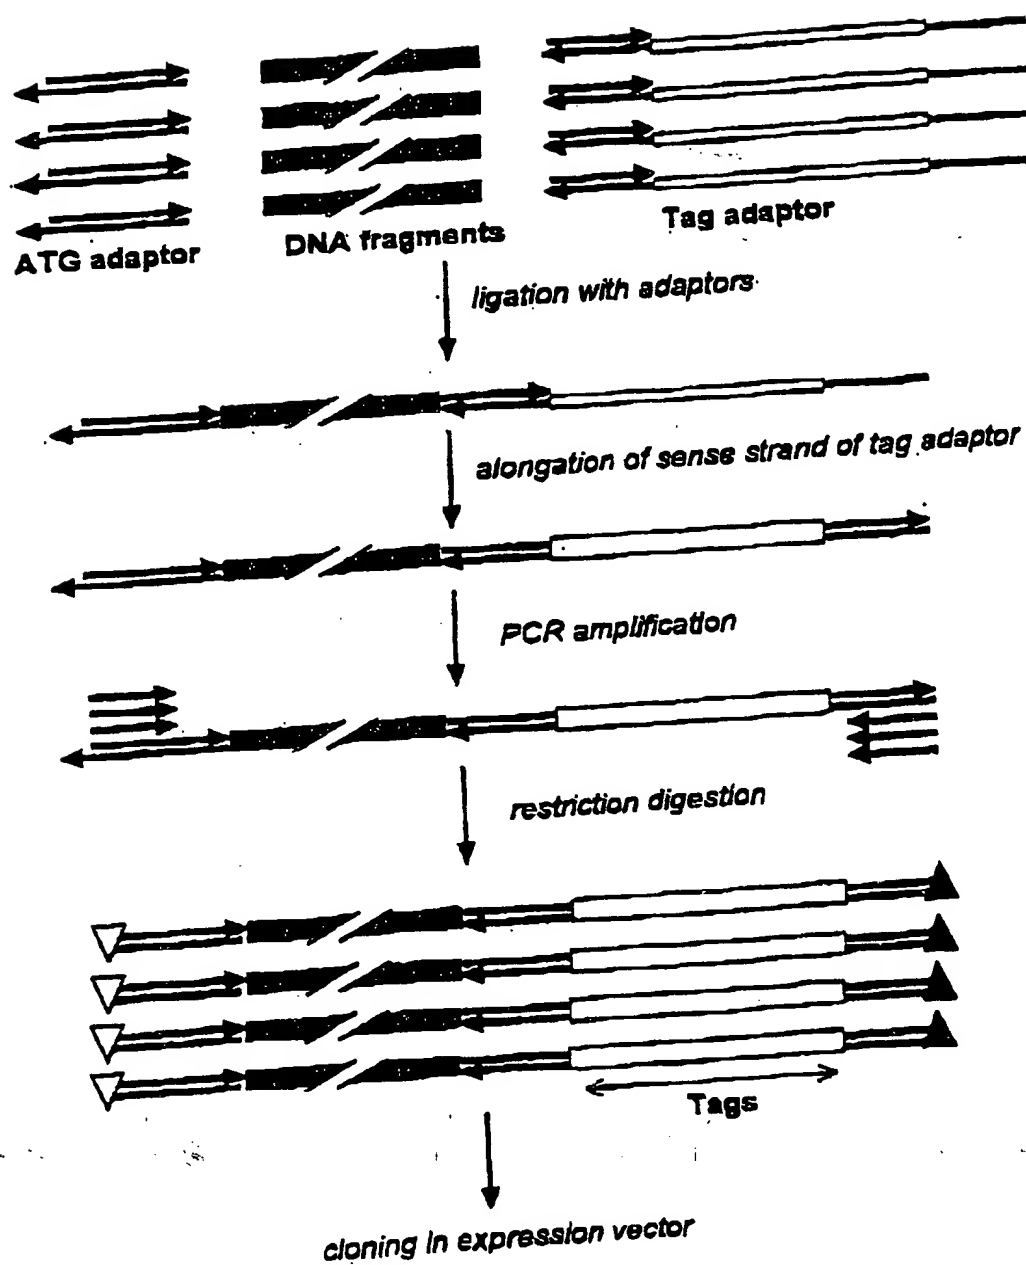 ATG adaptor
DNA fragments
Tag adaptor
ligation with adaptors
alongation of sense strand of tag adaptor
PCR amplification
restriction digestion
Tags
cloning in expression vector